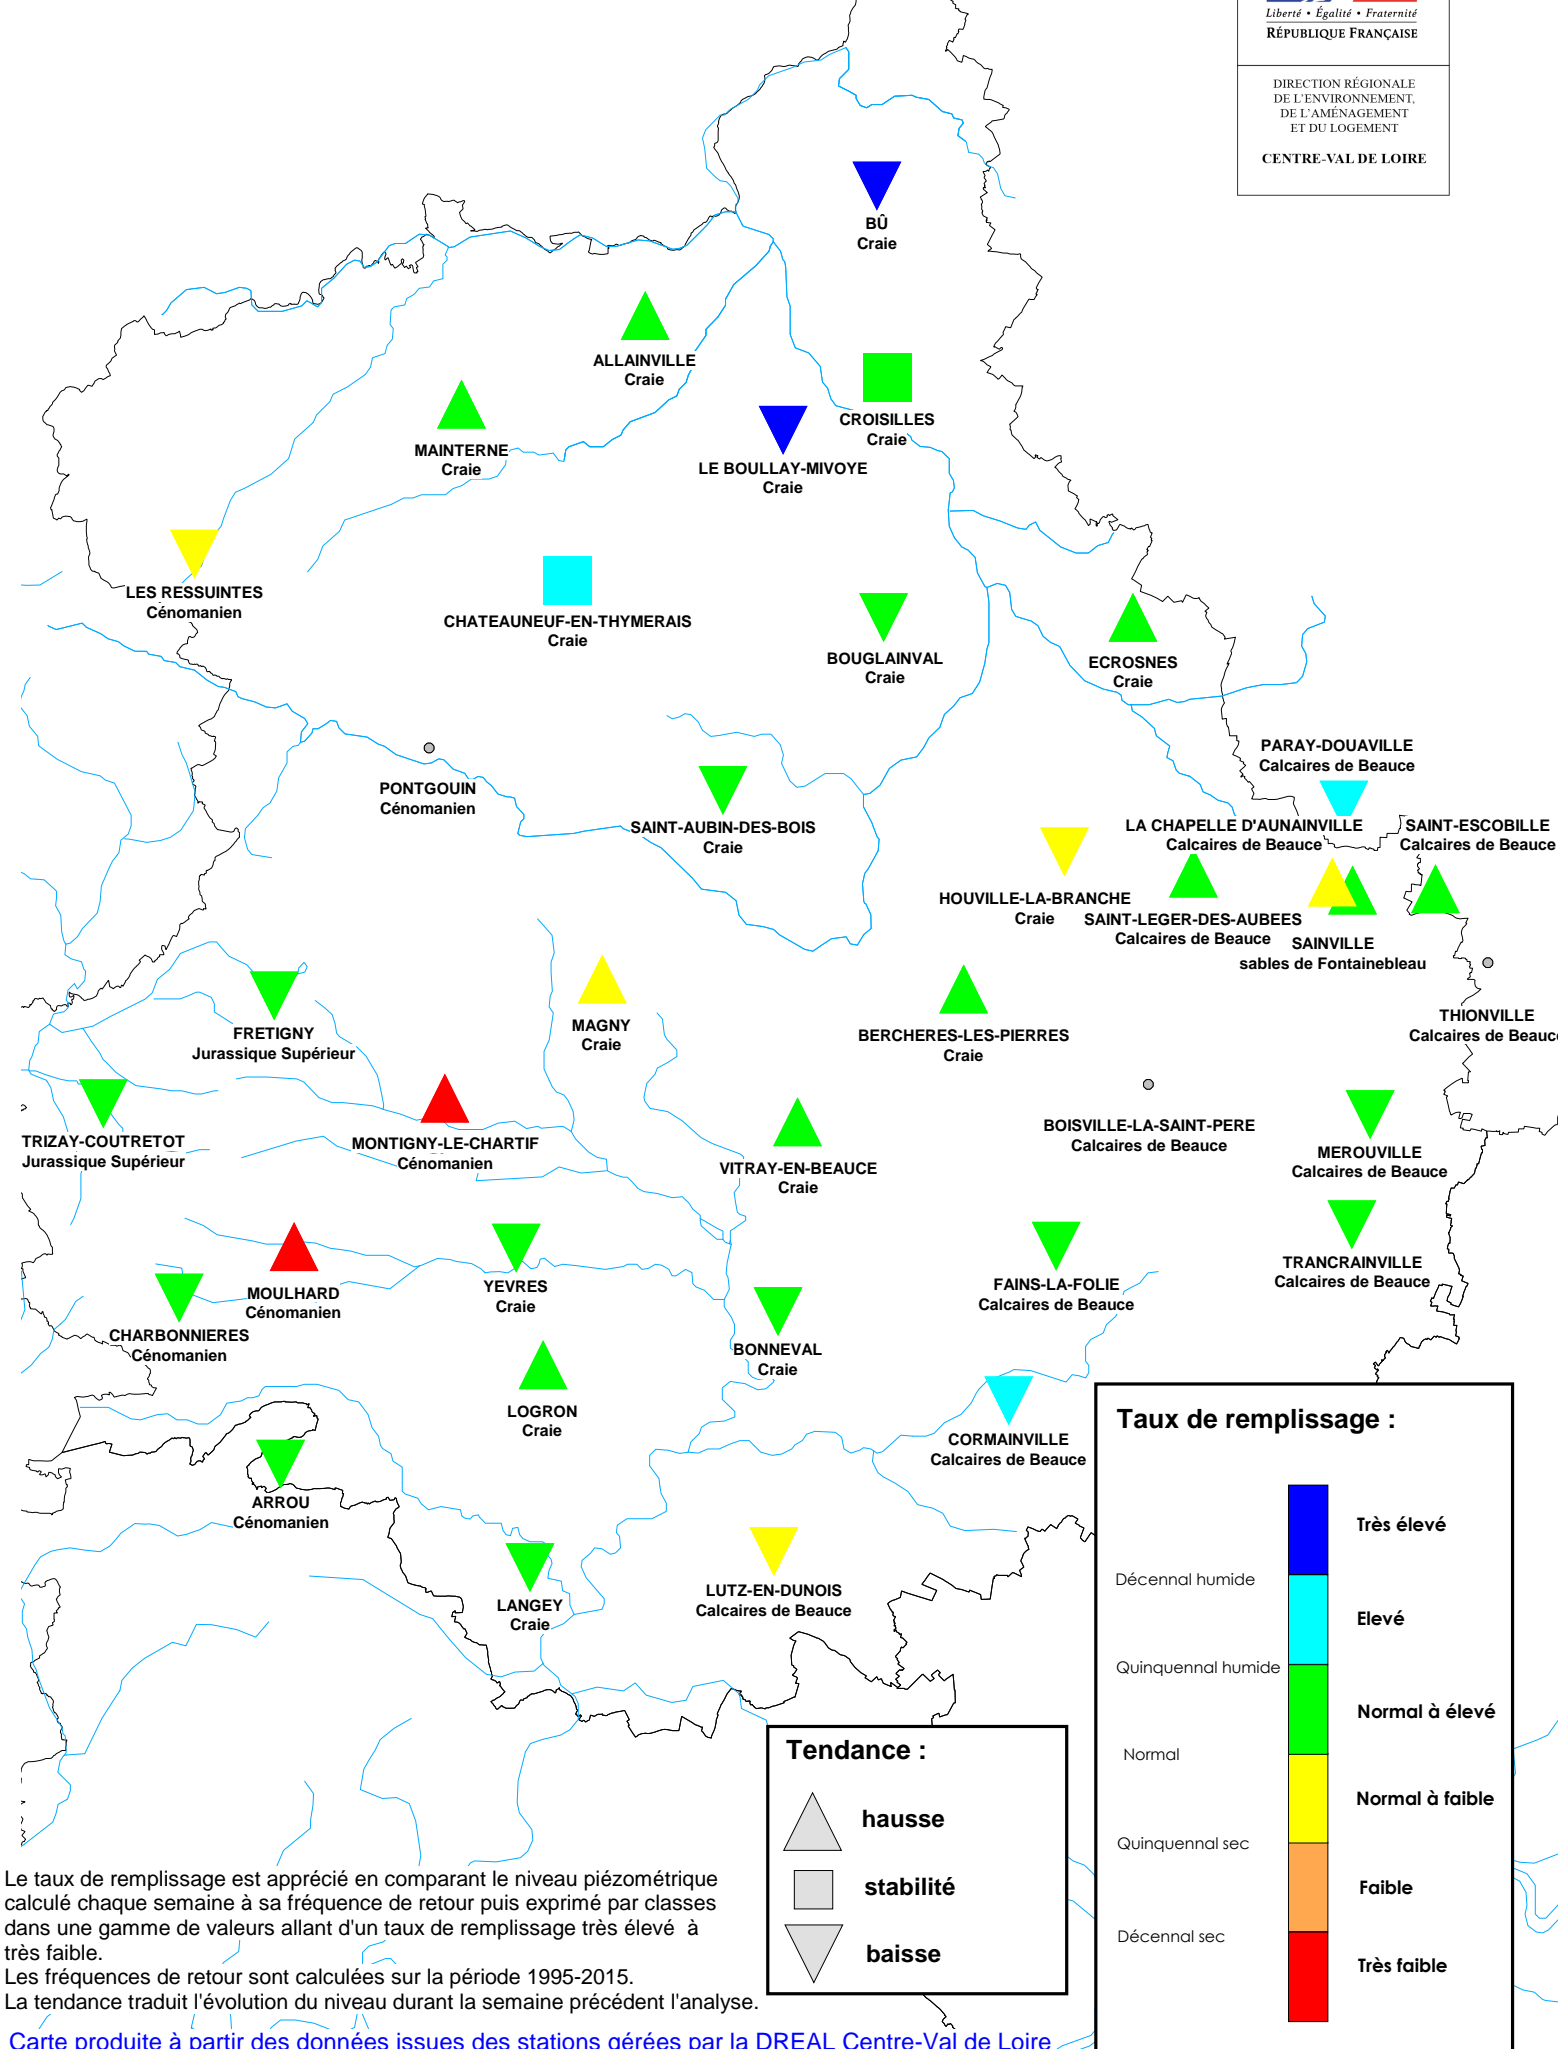 Liberté • Égalité • Fraternité
RÉPUBLIQUE FRANÇAISE
DIRECTION RÉGIONALE
DE L'ENVIRONNEMENT,
DE L'AMÉNAGEMENT
ET DU LOGEMENT
CENTRE-VAL DE LOIRE
BÛ
Craie
ALLAINVILLE
Craie
CROISILLES
Craie
MAINTERNE
Craie
LE BOULLAY-MIVOYE
Craie
LES RESSUINTES
Cénomanien
CHATEAUNEUF-EN-THYMERAIS
Craie
BOUGLAINVAL
Craie
ECROSNES
Craie
PARAY-DOUAVILLE
Calcaires de Beauce
PONTGOUIN
Cénomanien
SAINT-AUBIN-DES-BOIS
Craie
LA CHAPELLE D'AUNAINVILLE
Calcaires de Beauce
SAINT-ESCOBILLE
Calcaires de Beauce
HOUVILLE-LA-BRANCHE
Craie
SAINT-LEGER-DES-AUBEES
Calcaires de Beauce
SAINVILLE
sables de Fontainebleau
THIONVILLE
Calcaires de Beauce
FRETIGNY
Jurassique Supérieur
MAGNY
Craie
BERCHERES-LES-PIERRES
Craie
TRIZAY-COUTRETOT
Jurassique Supérieur
MONTIGNY-LE-CHARTIF
Cénomanien
VITRAY-EN-BEAUCE
Craie
BOISVILLE-LA-SAINT-PERE
Calcaires de Beauce
MEROUVILLE
Calcaires de Beauce
MOULHARD
Cénomanien
YEVRES
Craie
FAINS-LA-FOLIE
Calcaires de Beauce
TRANCRAINVILLE
Calcaires de Beauce
CHARBONNIERES
Cénomanien
BONNEVAL
Craie
LOGRON
Craie
CORMAINVILLE
Calcaires de Beauce
ARROU
Cénomanien
LANGEY
Craie
LUTZ-EN-DUNOIS
Calcaires de Beauce
Taux de remplissage :
Très élevé
Décennal humide
Elevé
Quinquennal humide
Normal à élevé
Normal
Normal à faible
Quinquennal sec
Faible
Décennal sec
Très faible
Tendance :
hausse
stabilité
baisse
Le taux de remplissage est apprécié en comparant le niveau piézométrique
calculé chaque semaine à sa fréquence de retour puis exprimé par classes
dans une gamme de valeurs allant d'un taux de remplissage très élevé à
très faible.
Les fréquences de retour sont calculées sur la période 1995-2015.
La tendance traduit l'évolution du niveau durant la semaine précédent l'analyse.
Carte produite à partir des données issues des stations gérées par la DREAL Centre-Val de Loire